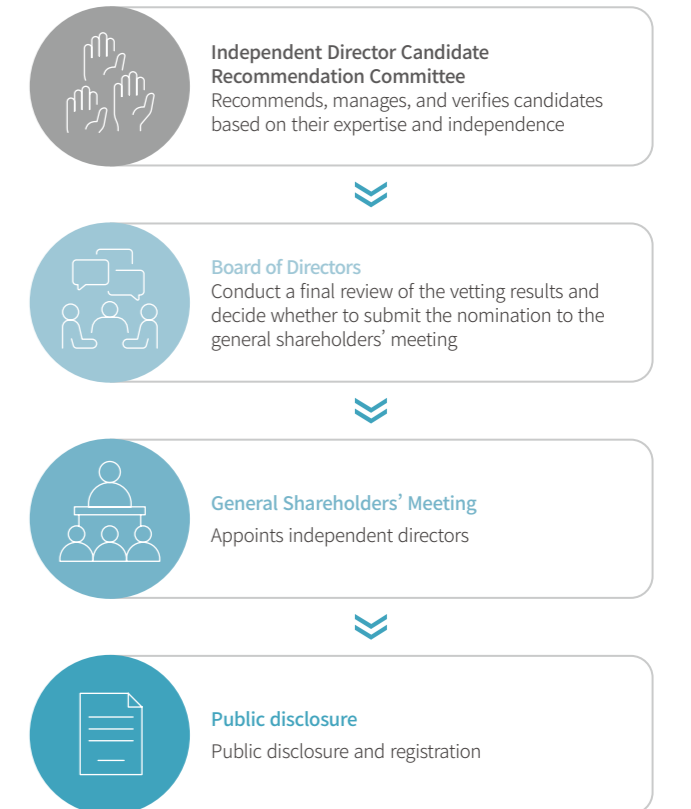 Independent Director Candidate
Recommendation Committee
Recommends, manages, and verifies candidates
based on their expertise and independence
Board of Directors
Conduct a final review of the vetting results and
decide whether to submit the nomination to the
general shareholders’ meeting
General Shareholders’ Meeting
Appoints independent directors
Public disclosure
Public disclosure and registration